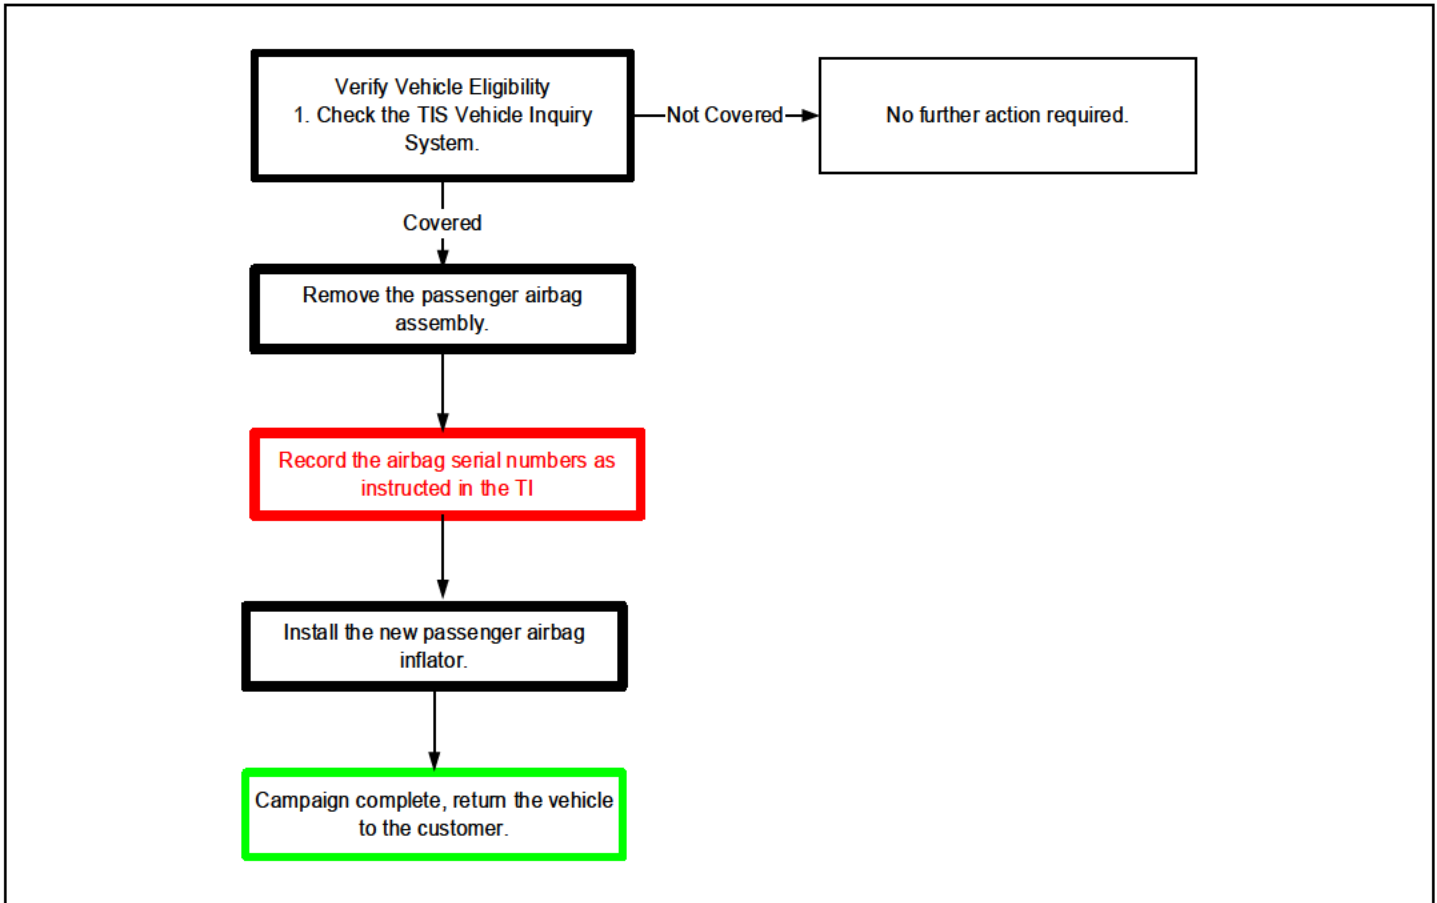 Verify Vehicle Eligibility
1. Check the TIS Vehicle Inquiry
System.
Not Covered
No further action required.
Covered
Remove the passenger airbag
assembly.
Record the airbag serial numbers as
instructed in the TI
Install the new passenger airbag
inflator.
Campaign complete, return the vehicle
to the customer.